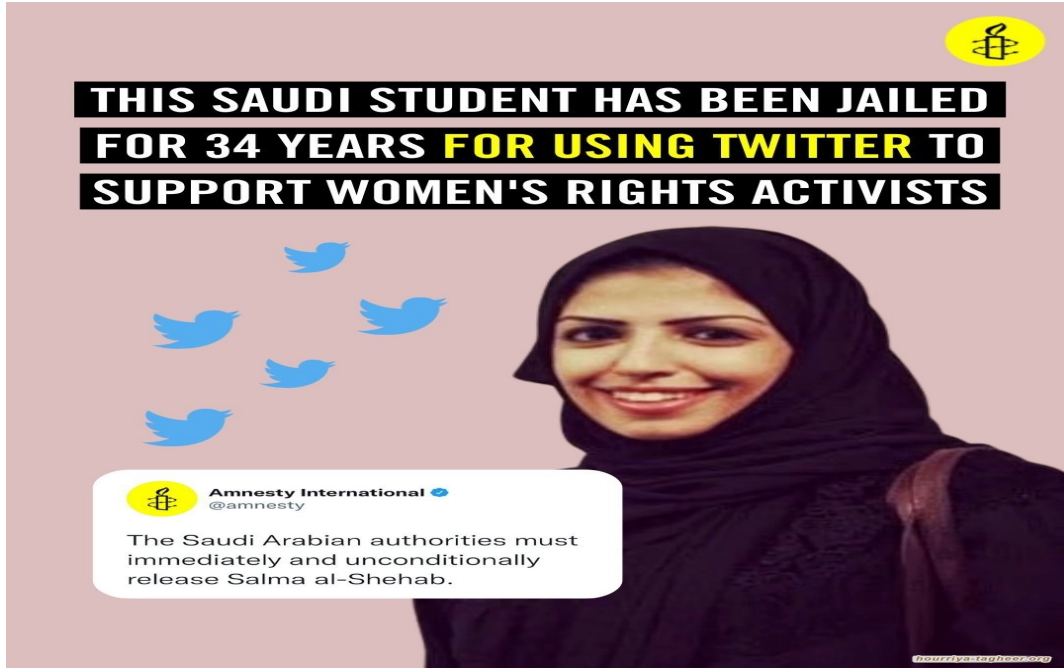 THIS SAUDI STUDENT HAS BEEN JAILED
FOR 34 YEARS FOR USING TWITTER TO
SUPPORT WOMEN'S RIGHTS ACTIVISTS
Amnesty International
@amnesty
The Saudi Arabian authorities must
immediately and unconditionally
release Salma al-Shehab.
hourriya-tagheer.org